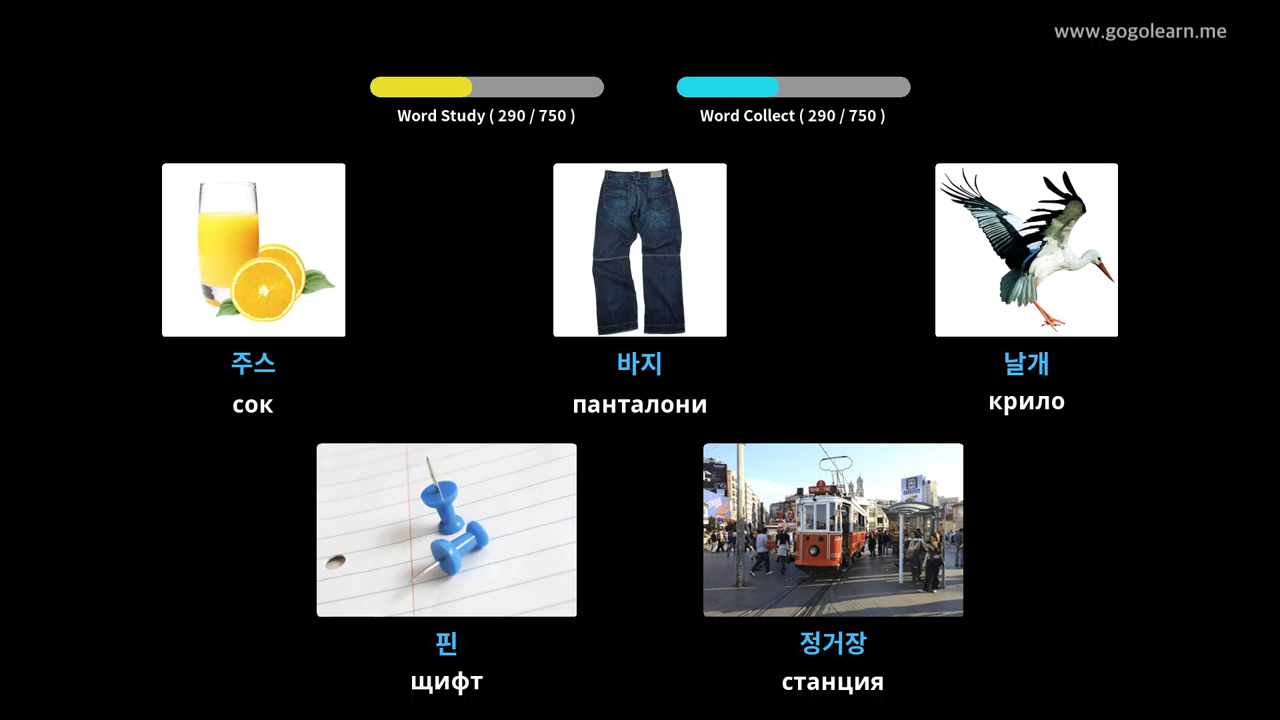 www.gogolearn.me
Word Study ( 290 / 750 )
Word Collect ( 290 / 750 )
주스
바지
날개
сок
панталони
крило
핀
정거장
щифт
станция